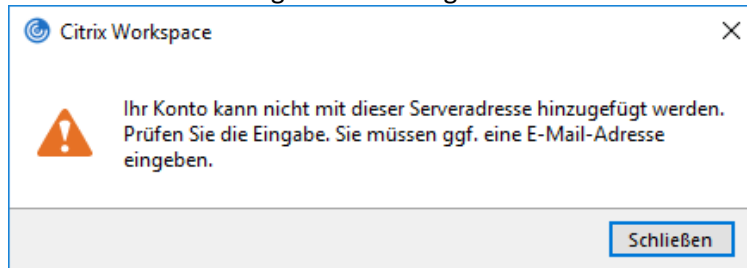 Citrix Workspace
Ihr Konto kann nicht mit dieser Serveradresse hinzugefügt werden.
Prüfen Sie die Eingabe. Sie müssen ggf. eine E-Mail-Adresse
eingeben.
Schließen